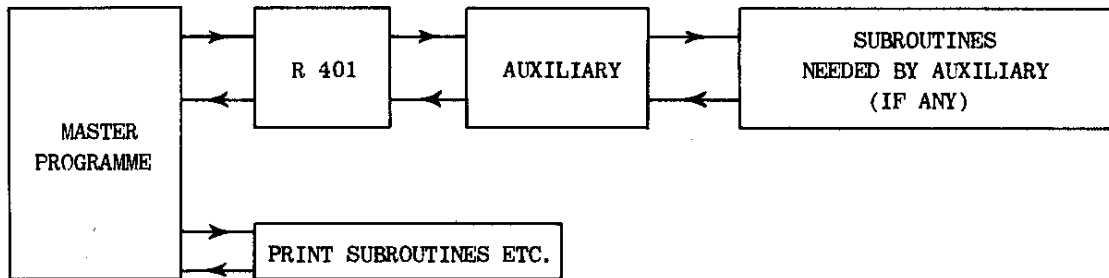 MASTER
PROGRAMME
R 401
AUXILIARY
SUBROUTINES
NEEDED BY AUXILIARY
(IF ANY)
PRINT SUBROUTINES ETC.